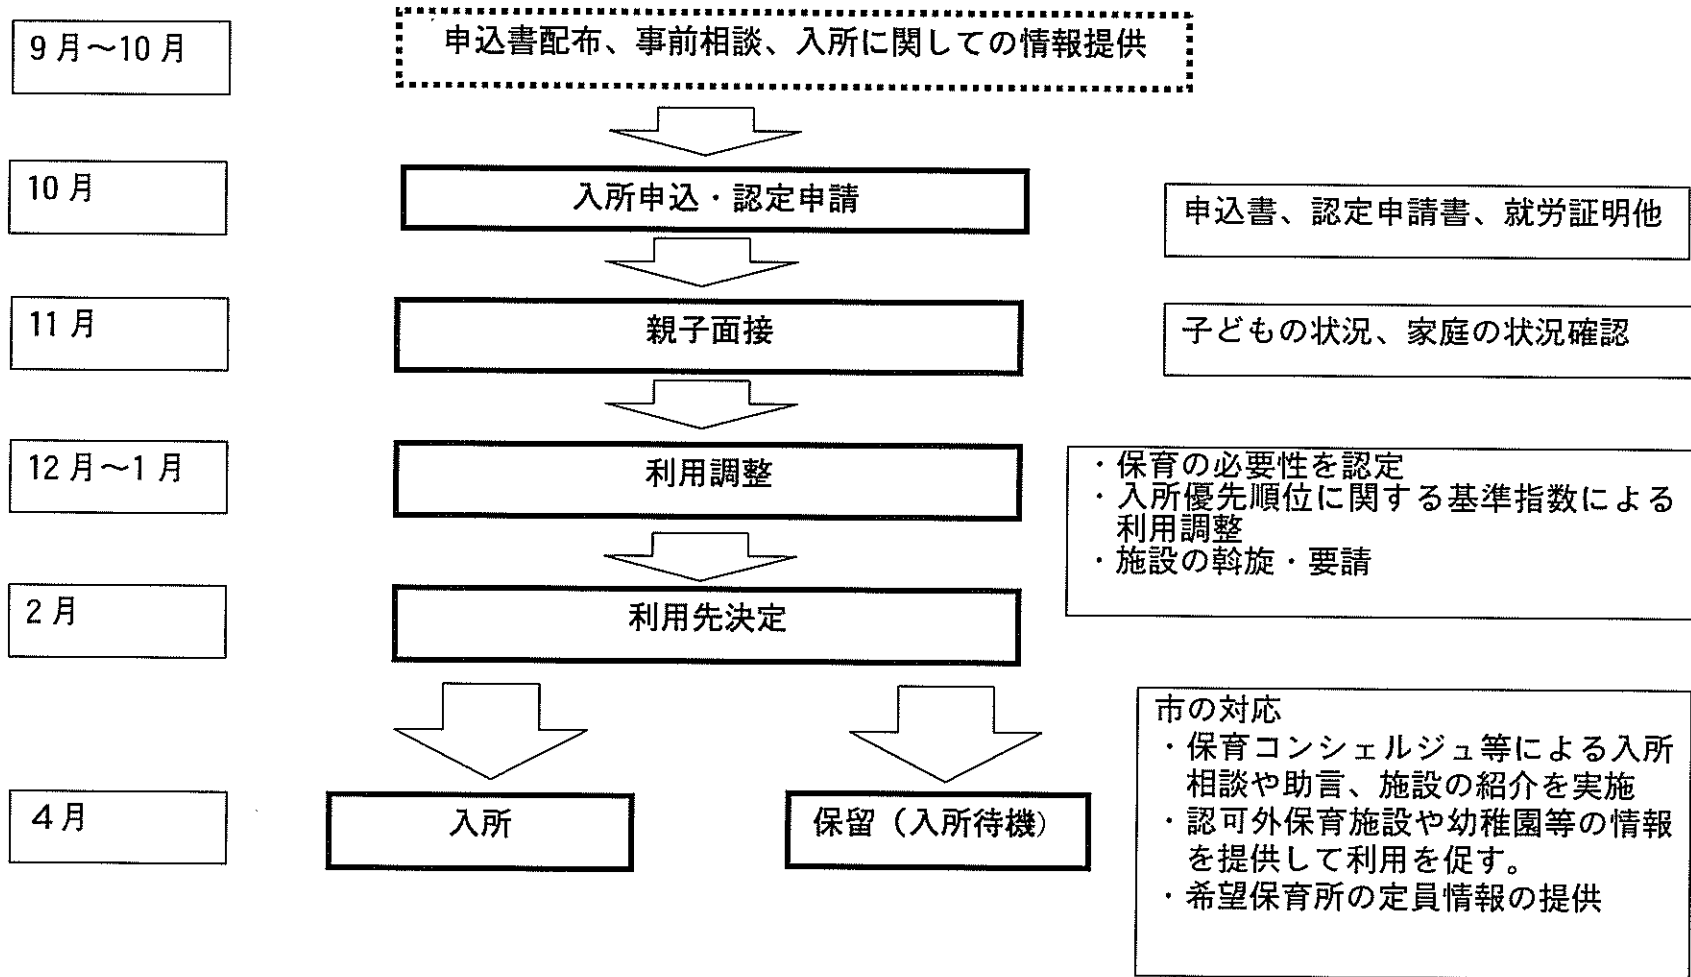 9月～10月
申込書配布、事前相談、入所に関しての情報提供
10月
入所申込・認定申請
申込書、認定申請書、就労証明他
11月
親子面接
子どもの状況、家庭の状況確認
12月～1月
利用調整
・保育の必要性を認定
・入所優先順位に関する基準指数による
利用調整
・施設の斡旋・要請
2月
利用先決定
4月
入所
保留（入所待機）
市の対応
・保育コンシェルジュ等による入所
相談や助言、施設の紹介を実施
・認可外保育施設や幼稚園等の情報
を提供して利用を促す。
・希望保育所の定員情報の提供